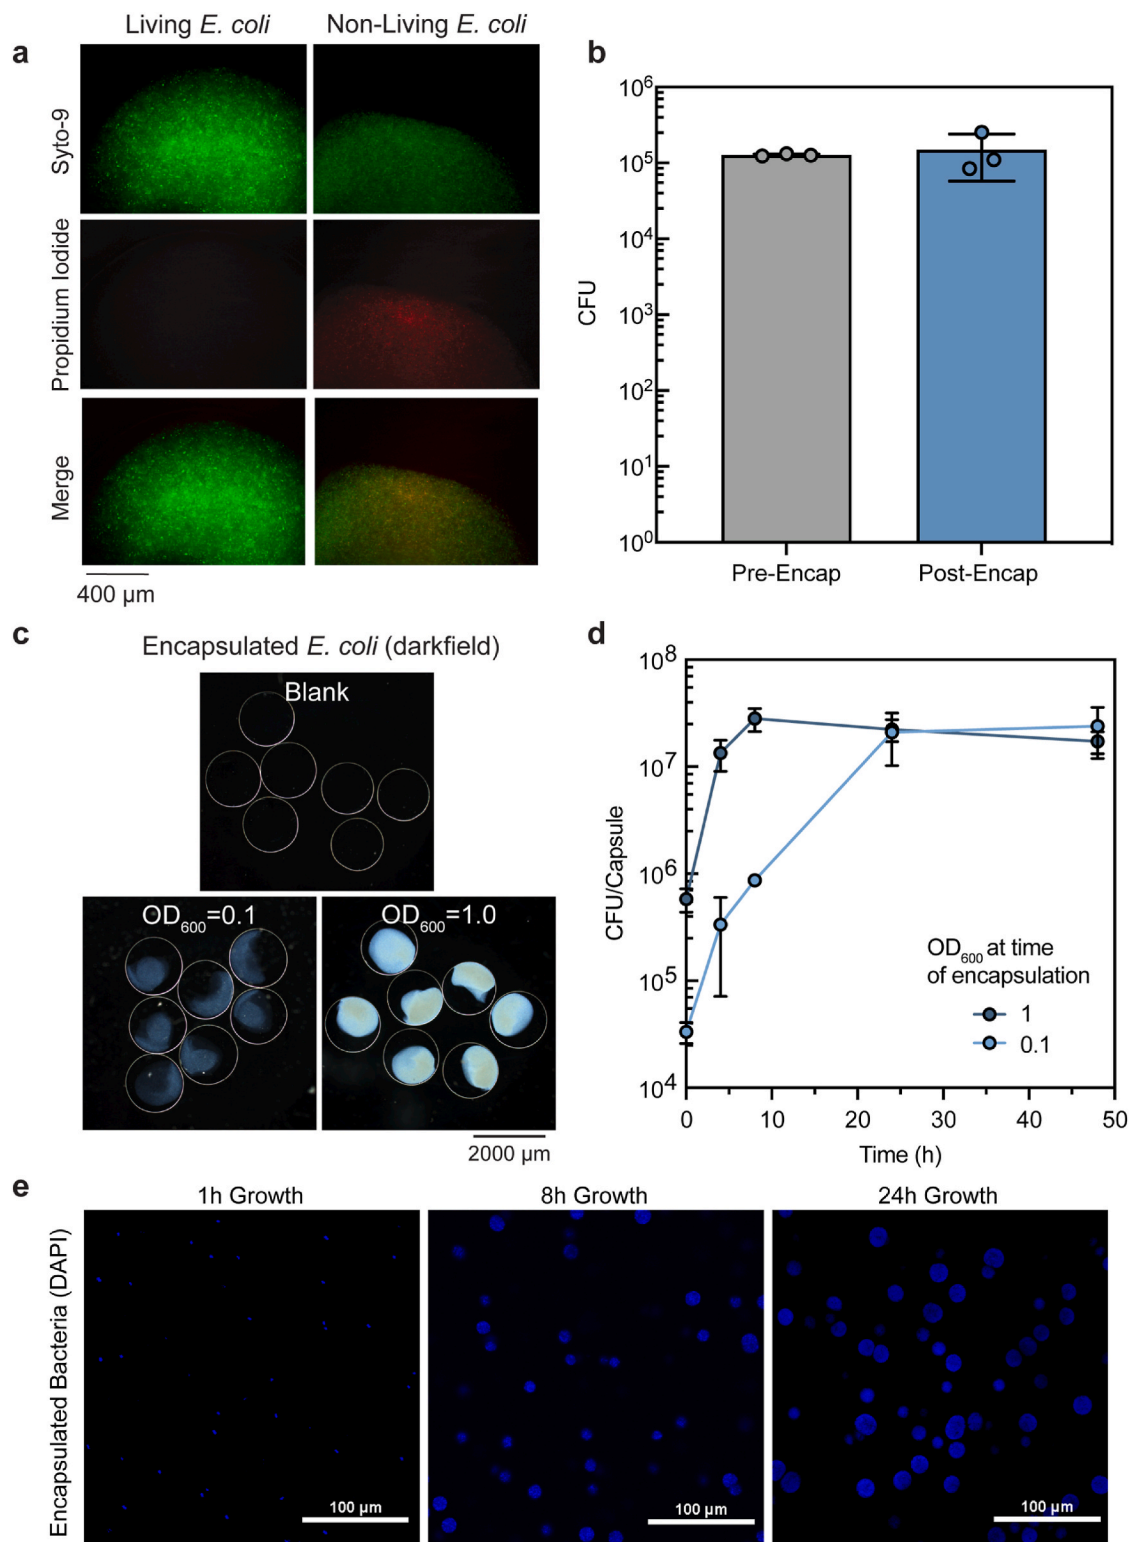 a
Living E. coli
Non-Living E. coli
Syto-9
Propidium Iodide
Merge
400 µm
b
CFU
10⁶
10⁵
10⁴
10³
10²
10¹
10⁰
Pre-Encap
Post-Encap
c
Encapsulated E. coli (darkfield)
Blank
OD₆₀₀=0.1
OD₆₀₀=1.0
2000 µm
d
CFU/Capsule
10⁸
10⁷
10⁶
10⁵
10⁴
0 10 20 30 40 50
Time (h)
OD₆₀₀ at time
of encapsulation
1
0.1
e
Encapsulated Bacteria (DAPI)
1h Growth
8h Growth
24h Growth
100 µm
100 µm
100 µm